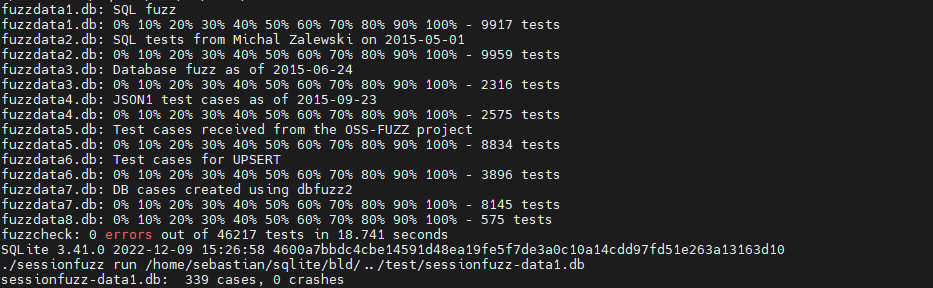 fuzzdata1.db: SQL fuzz
fuzzdata1.db: 0% 10% 20% 30% 40% 50% 60% 70% 80% 90% 100% - 9917 tests
fuzzdata2.db: SQL tests from Michal Zalewski on 2015-05-01
fuzzdata2.db: 0% 10% 20% 30% 40% 50% 60% 70% 80% 90% 100% - 9959 tests
fuzzdata3.db: Database fuzz as of 2015-06-24
fuzzdata3.db: 0% 10% 20% 30% 40% 50% 60% 70% 80% 90% 100% - 2316 tests
fuzzdata4.db: JSON1 test cases as of 2015-09-23
fuzzdata4.db: 0% 10% 20% 30% 40% 50% 60% 70% 80% 90% 100% - 2575 tests
fuzzdata5.db: Test cases received from the OSS-FUZZ project
fuzzdata5.db: 0% 10% 20% 30% 40% 50% 60% 70% 80% 90% 100% - 8834 tests
fuzzdata6.db: Test cases for UPSERT
fuzzdata6.db: 0% 10% 20% 30% 40% 50% 60% 70% 80% 90% 100% - 3896 tests
fuzzdata7.db: DB cases created using dbfuzz2
fuzzdata7.db: 0% 10% 20% 30% 40% 50% 60% 70% 80% 90% 100% - 8145 tests
fuzzdata8.db: 0% 10% 20% 30% 40% 50% 60% 70% 80% 90% 100% - 575 tests
fuzzcheck: 0 errors out of 46217 tests in 18.741 seconds
SQLite 3.41.0 2022-12-09 15:26:58 4600a7bbdc4cbe14591d48ea19fe5f7de3a0c10a14cdd97fd51e263a13163d10
./sessionfuzz run /home/sebastian/sqlite/bld/../test/sessionfuzz-data1.db
sessionfuzz-data1.db:  339 cases, 0 crashes